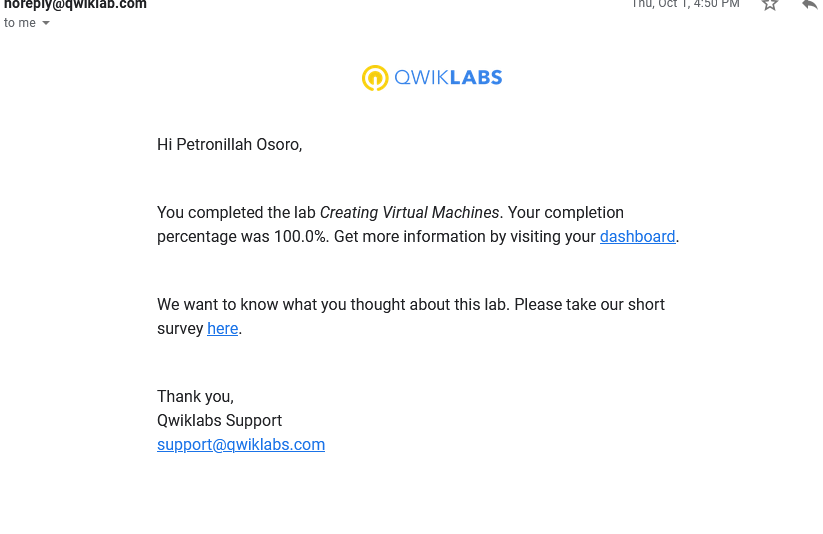 noreply@qwiklab.com
Thu, Oct 1, 4:50 PM
to me
QWIKLABS
Hi Petronillah Osoro,
You completed the lab Creating Virtual Machines. Your completion
percentage was 100.0%. Get more information by visiting your dashboard.
We want to know what you thought about this lab. Please take our short
survey here.
Thank you,
Qwiklabs Support
support@qwiklabs.com